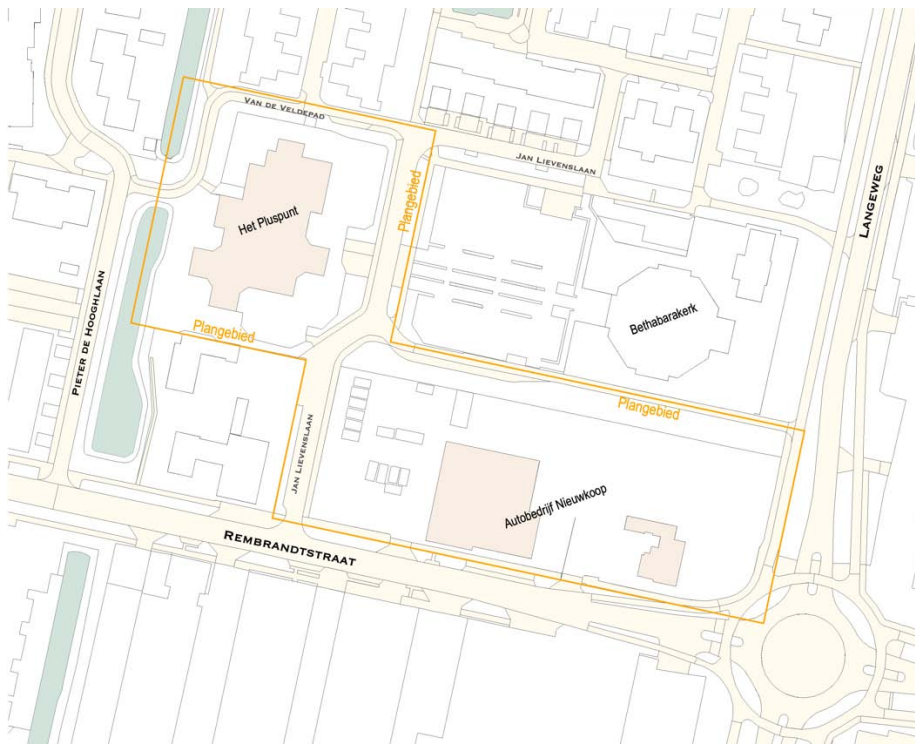 Van de Veldepad
Jan Lievenslaan
Langeweg
Plangebied
Het Pluspunt
Bethabarakerk
Plangebied
Pieter de Hooghlaan
Plangebied
Jan Lievenslaan
Autobedrijf Nieuwkoop
Rembrandtstraat